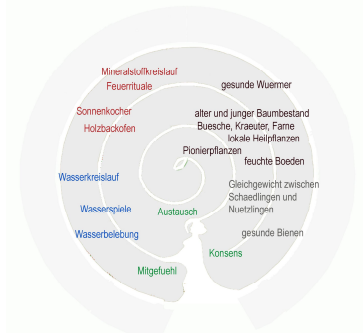 Mineralstoffkreislauf
Feuerrituale
gesunde Wuermer
Sonnenkocher
Holzbackofen
alter und junger Baumbestand
Buesche, Kraeuter, Farne
lokale Heilpflanzen
Pionierpflanzen
feuchte Boeden
Wasserkreislauf
Gleichgewicht zwischen
Schaedlingen und
Nuetzlingen
Wasserspiele
Austausch
Wasserbelebung
gesunde Bienen
Konsens
Mitgefuehl